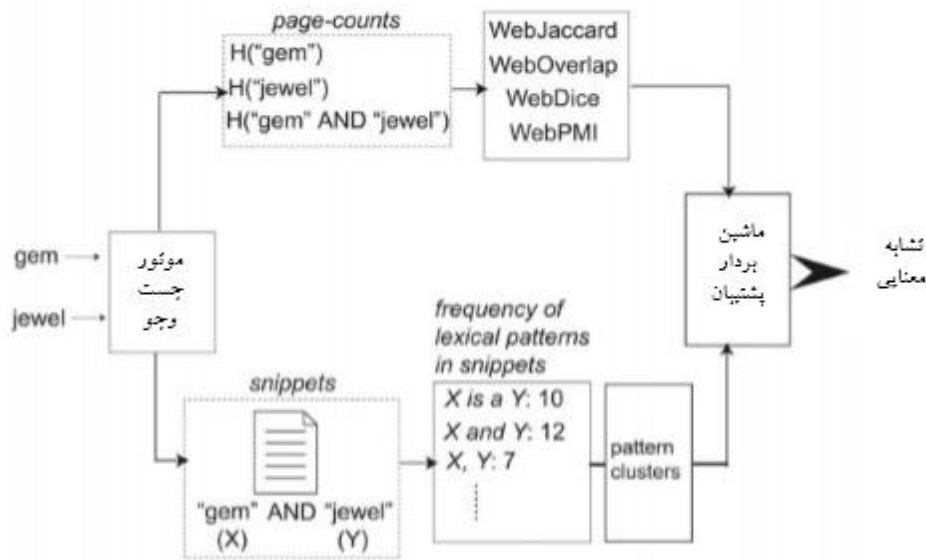 page-counts
H(“gem”)
H(“jewel”)
H(“gem” AND “jewel”)
WebJaccard
WebOverlap
WebDice
WebPMI
gem
jewel
موتور
جست
وجو
ماشین
بردار
پشتیبان
تشابه
معنایی
snippets
“gem” AND “jewel”
(X) (Y)
frequency of
lexical patterns
in snippets
X is a Y: 10
X and Y: 12
X, Y: 7
pattern
clusters